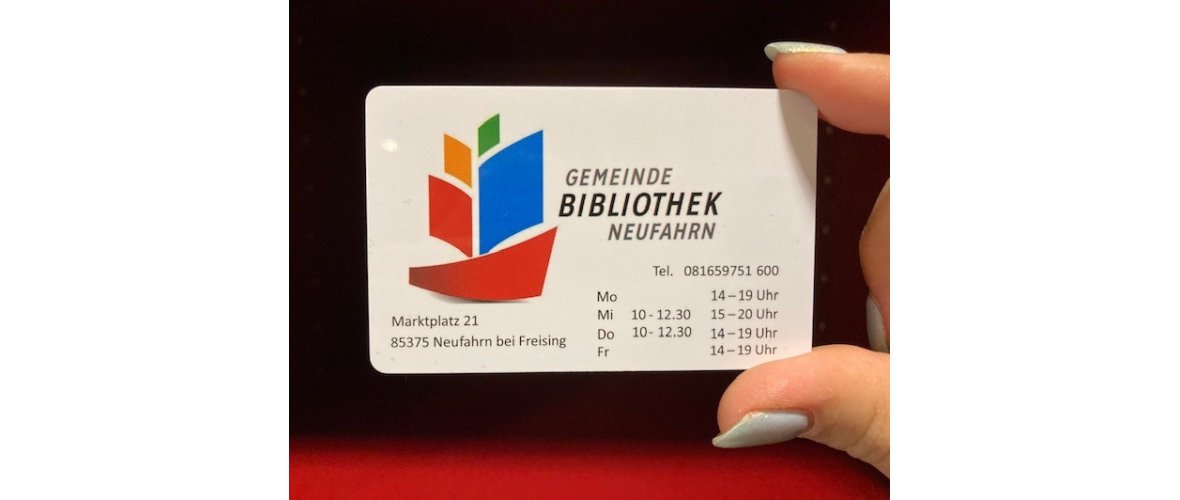 GEMEINDE
BIBLIOTHEK
NEUFAHRN
Tel. 081659751 600
Mo 14 – 19 Uhr
Mi 10 - 12.30 15 – 20 Uhr
Do 10 - 12.30 14 – 19 Uhr
Fr 14 – 19 Uhr
Marktplatz 21
85375 Neufahrn bei Freising